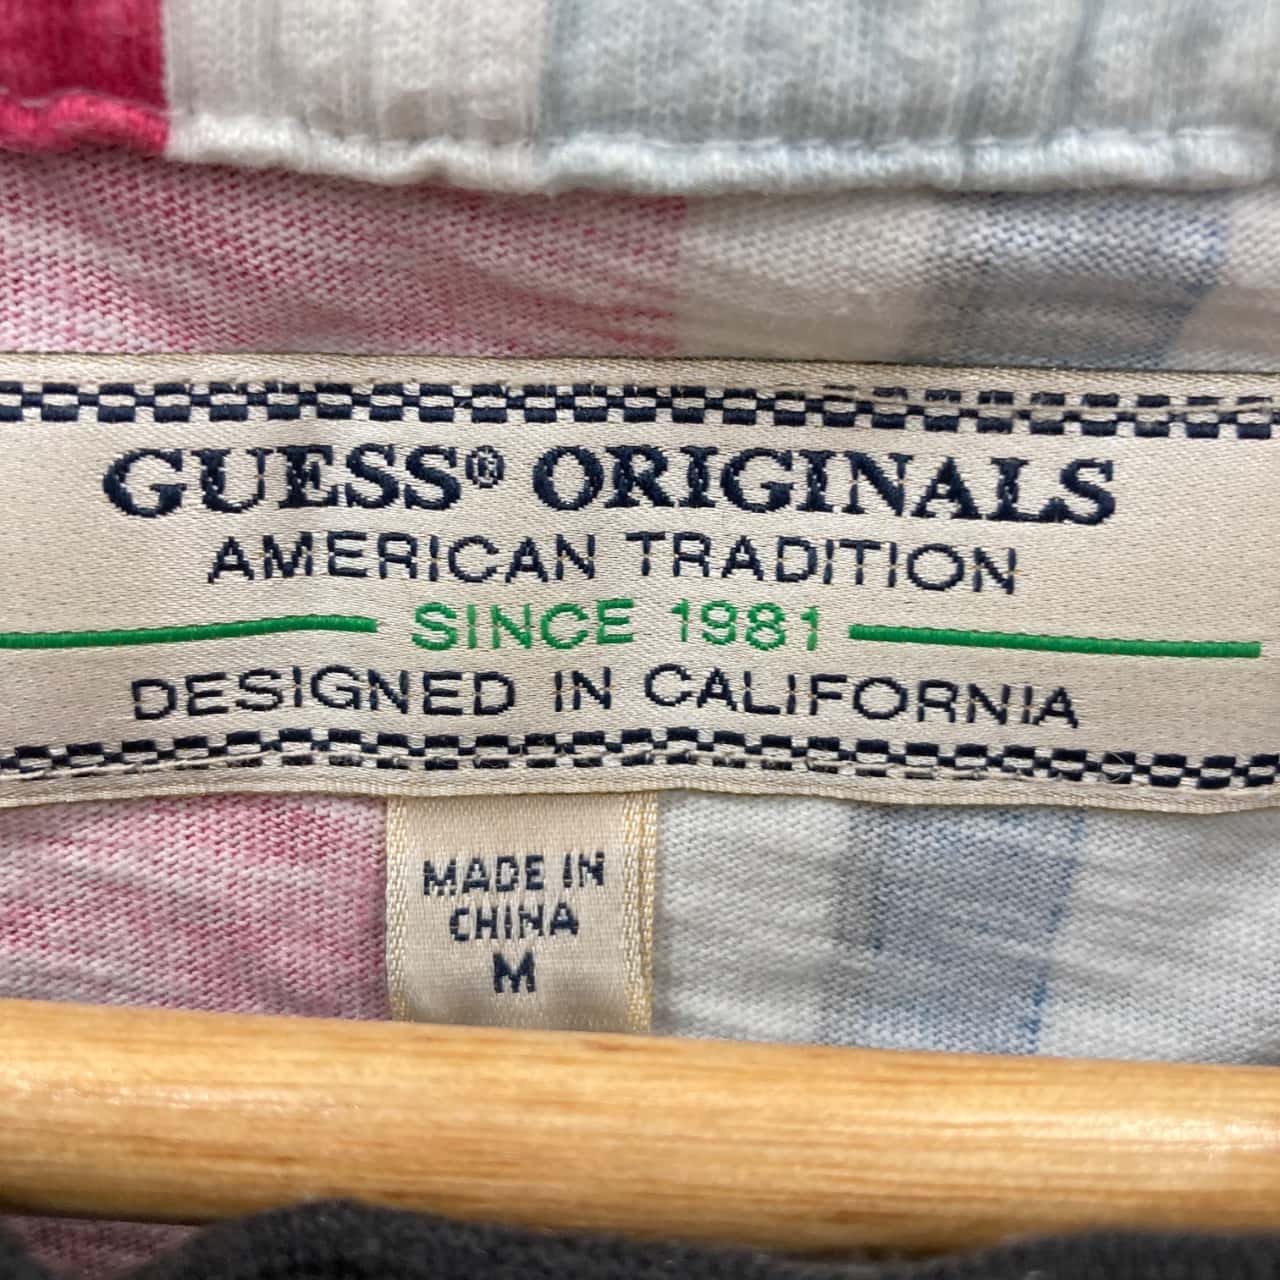 GUESS® ORIGINALS
AMERICAN TRADITION
SINCE 1981
DESIGNED IN CALIFORNIA
MADE IN
CHINA
M